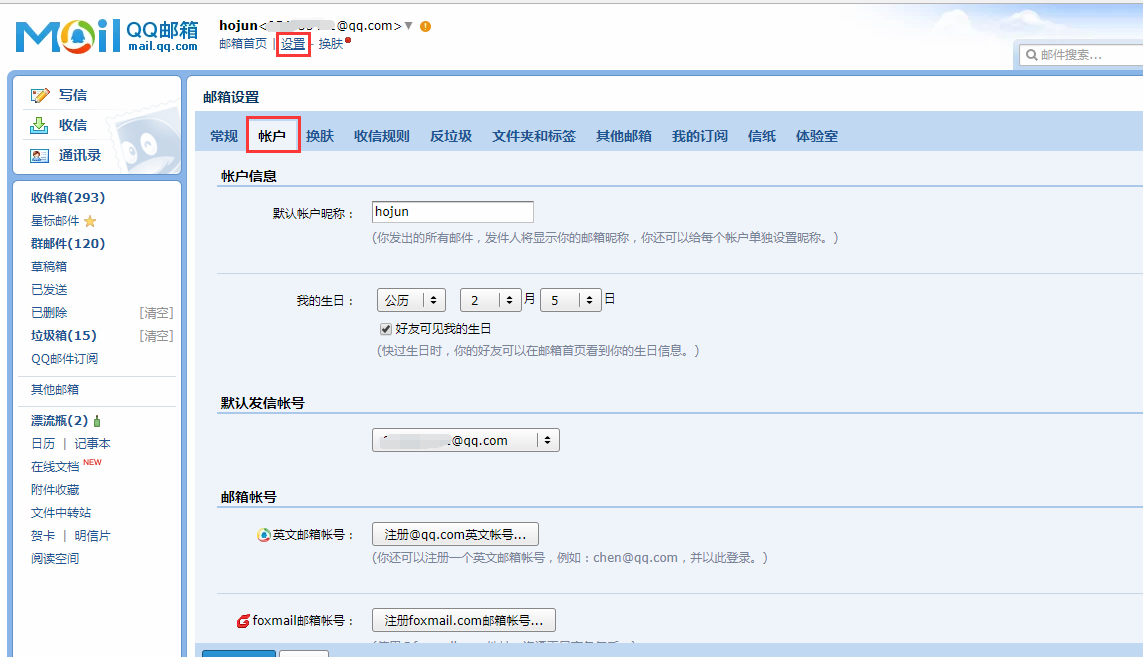 Mail QQ邮箱
mail.qq.com
hojun<@qq.com>
邮箱首页 | 设置 - 换肤
邮件搜索...
写信
收信
通讯录
收件箱(293)
星标邮件
群邮件(120)
草稿箱
已发送
已删除 [清空]
垃圾箱(15) [清空]
QQ邮件订阅
其他邮箱
漂流瓶(2)
日历 | 记事本
在线文档 NEW
附件收藏
文件中转站
贺卡 | 明信片
阅读空间
邮箱设置
常规 帐户 换肤 收信规则 反垃圾 文件夹和标签 其他邮箱 我的订阅 信纸 体验室
帐户信息
默认帐户昵称： hojun
(你发出的所有邮件，发件人将显示你的邮箱昵称，你还可以给每个帐户单独设置昵称。)
我的生日： 公历 2 月 5 日
好友可见我的生日
(快过生日时，你的好友可以在邮箱首页看到你的生日信息。)
默认发信帐号
@qq.com
邮箱帐号
英文邮箱帐号： 注册@qq.com英文帐号...
(你还可以注册一个英文邮箱帐号，例如：chen@qq.com，并以此登录。)
foxmail邮箱帐号： 注册foxmail.com邮箱帐号...